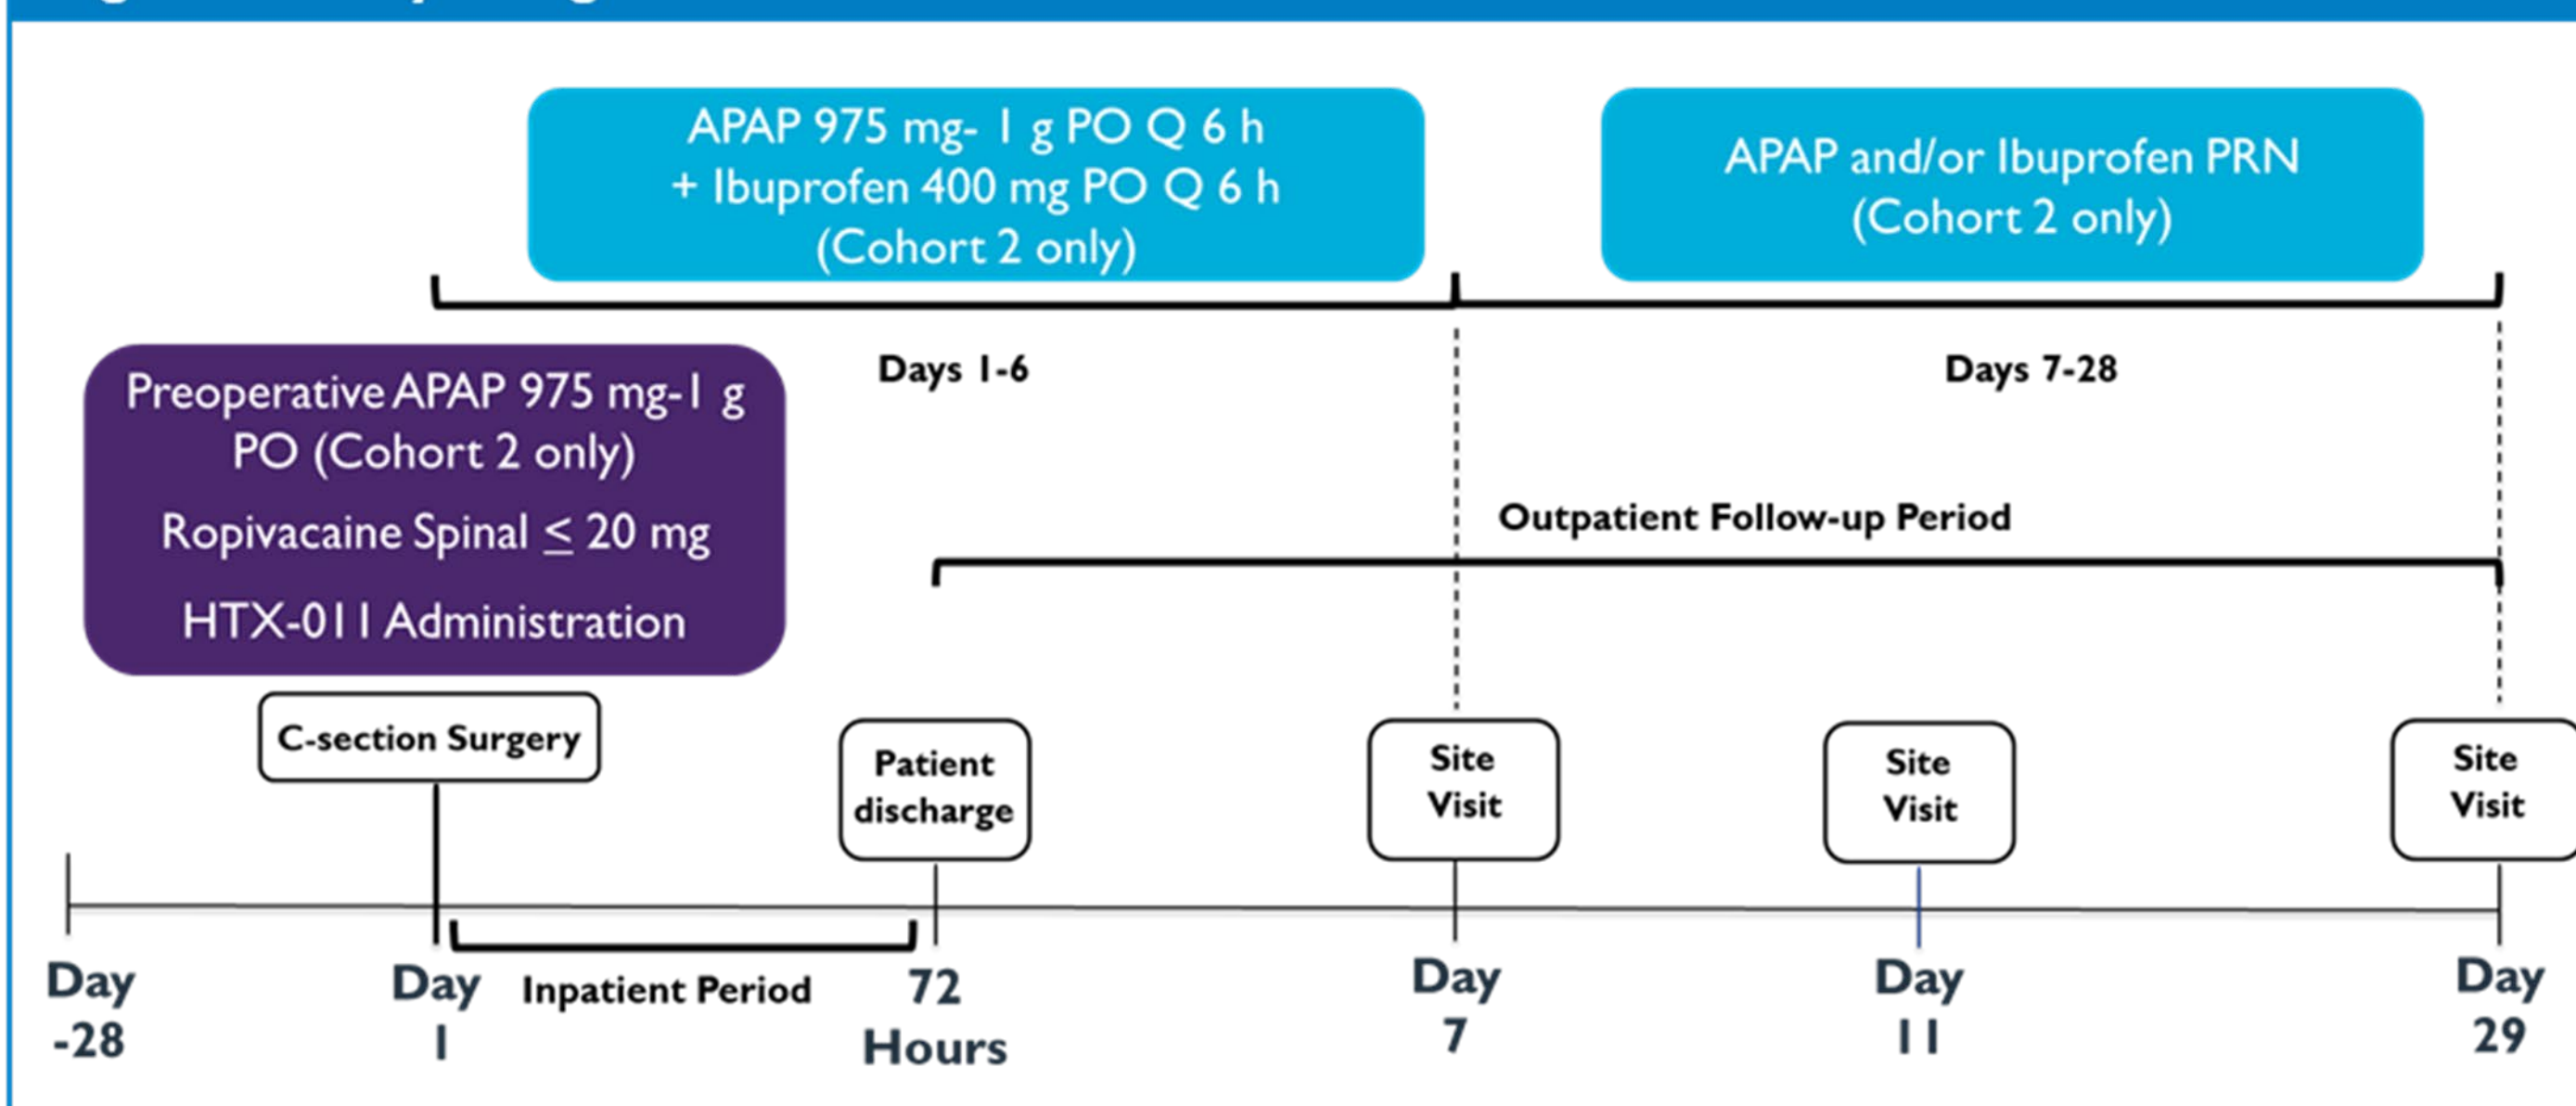 APAP 975 mg- 1 g PO Q 6 h
+ Ibuprofen 400 mg PO Q 6 h
(Cohort 2 only)
APAP and/or Ibuprofen PRN
(Cohort 2 only)
Days 1-6
Days 7-28
Preoperative APAP 975 mg-1 g
PO (Cohort 2 only)
Ropivacaine Spinal ≤ 20 mg
HTX-011 Administration
Outpatient Follow-up Period
C-section Surgery
Patient
discharge
Site
Visit
Site
Visit
Site
Visit
Day
-28
Day
1
Inpatient Period
72
Hours
Day
7
Day
11
Day
29